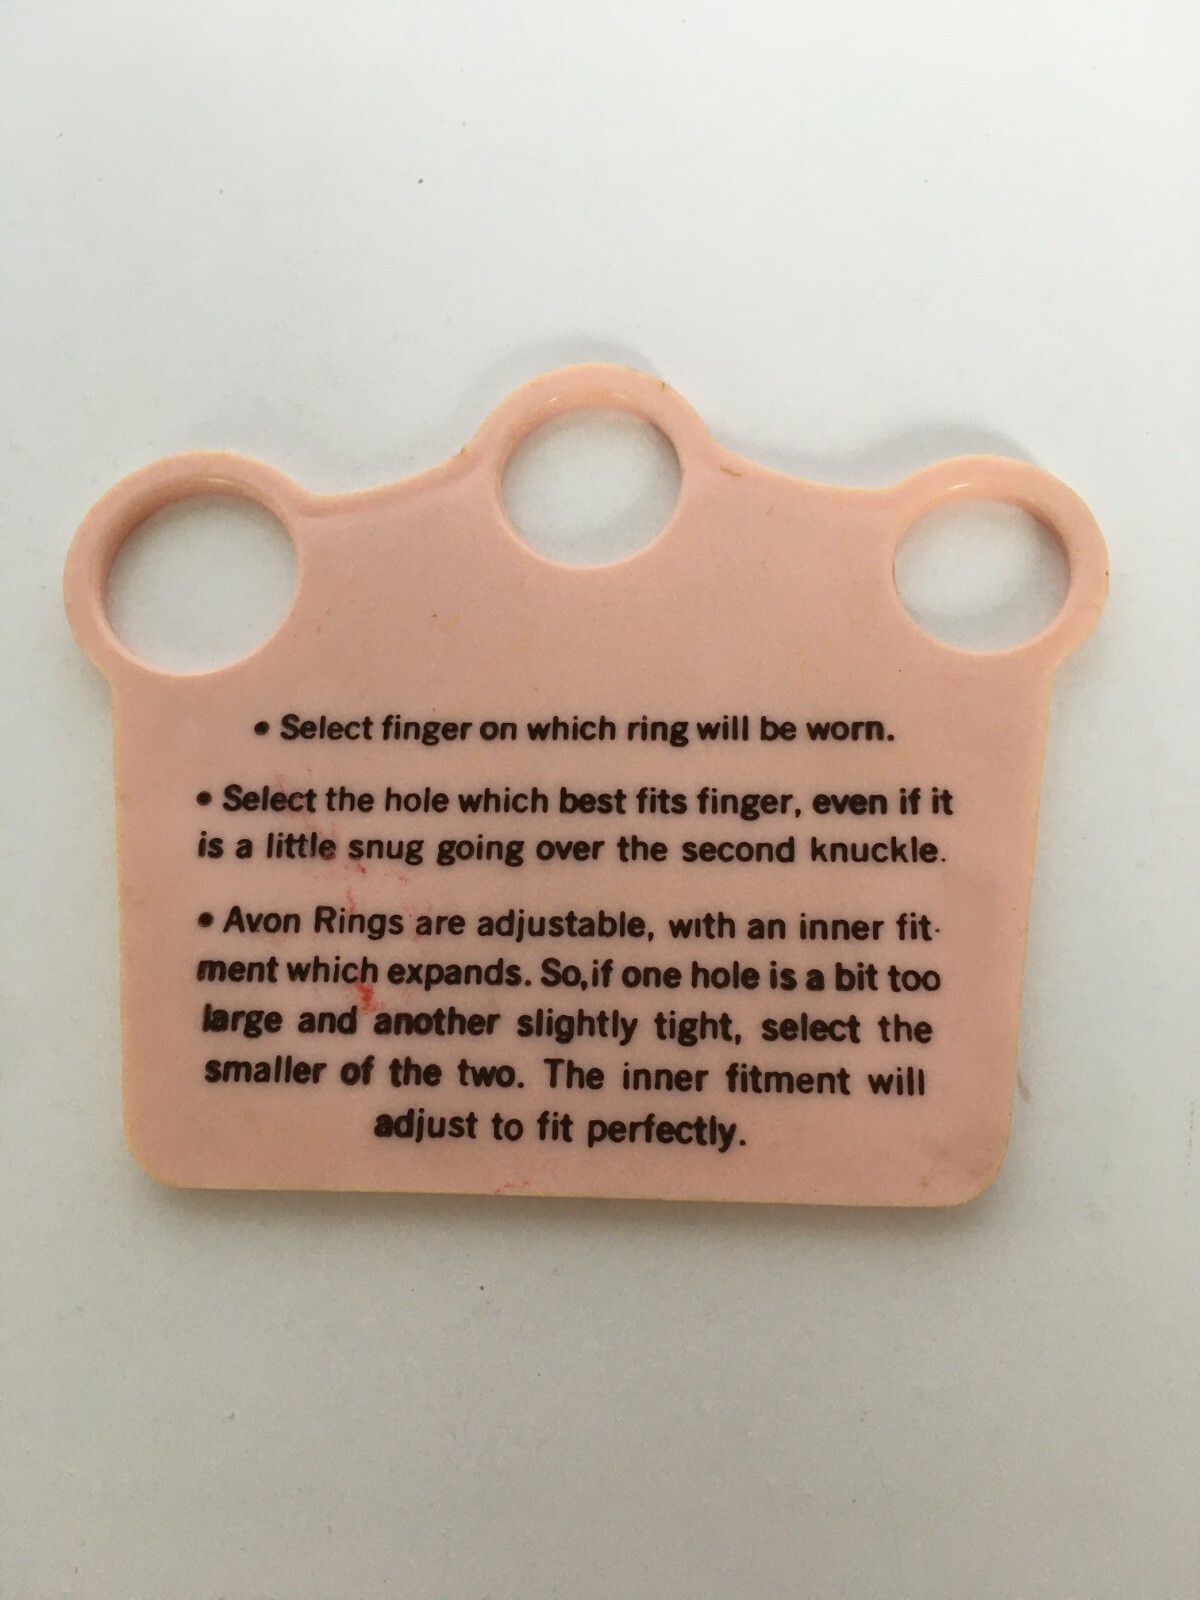 • Select finger on which ring will be worn.
• Select the hole which best fits finger, even if it
is a little snug going over the second knuckle.
• Avon Rings are adjustable, with an inner fit-
ment which expands. So, if one hole is a bit too
large and another slightly tight, select the
smaller of the two. The inner fitment will
adjust to fit perfectly.